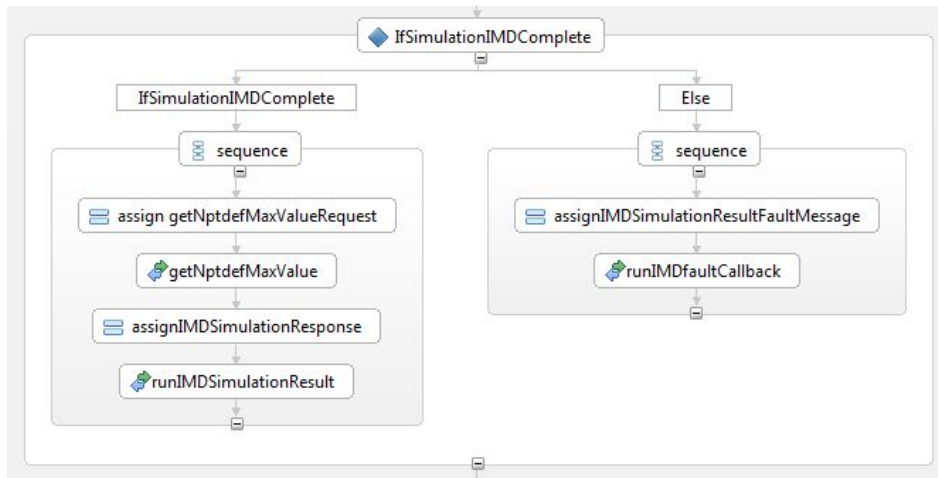 IfSimulationIMDComplete
IfSimulationIMDComplete
Else
sequence
sequence
assign getNptdefMaxValueRequest
assignIMDSimulationResultFaultMessage
getNptdefMaxValue
runIMDfaultCallback
assignIMDSimulationResponse
runIMDSimulationResult